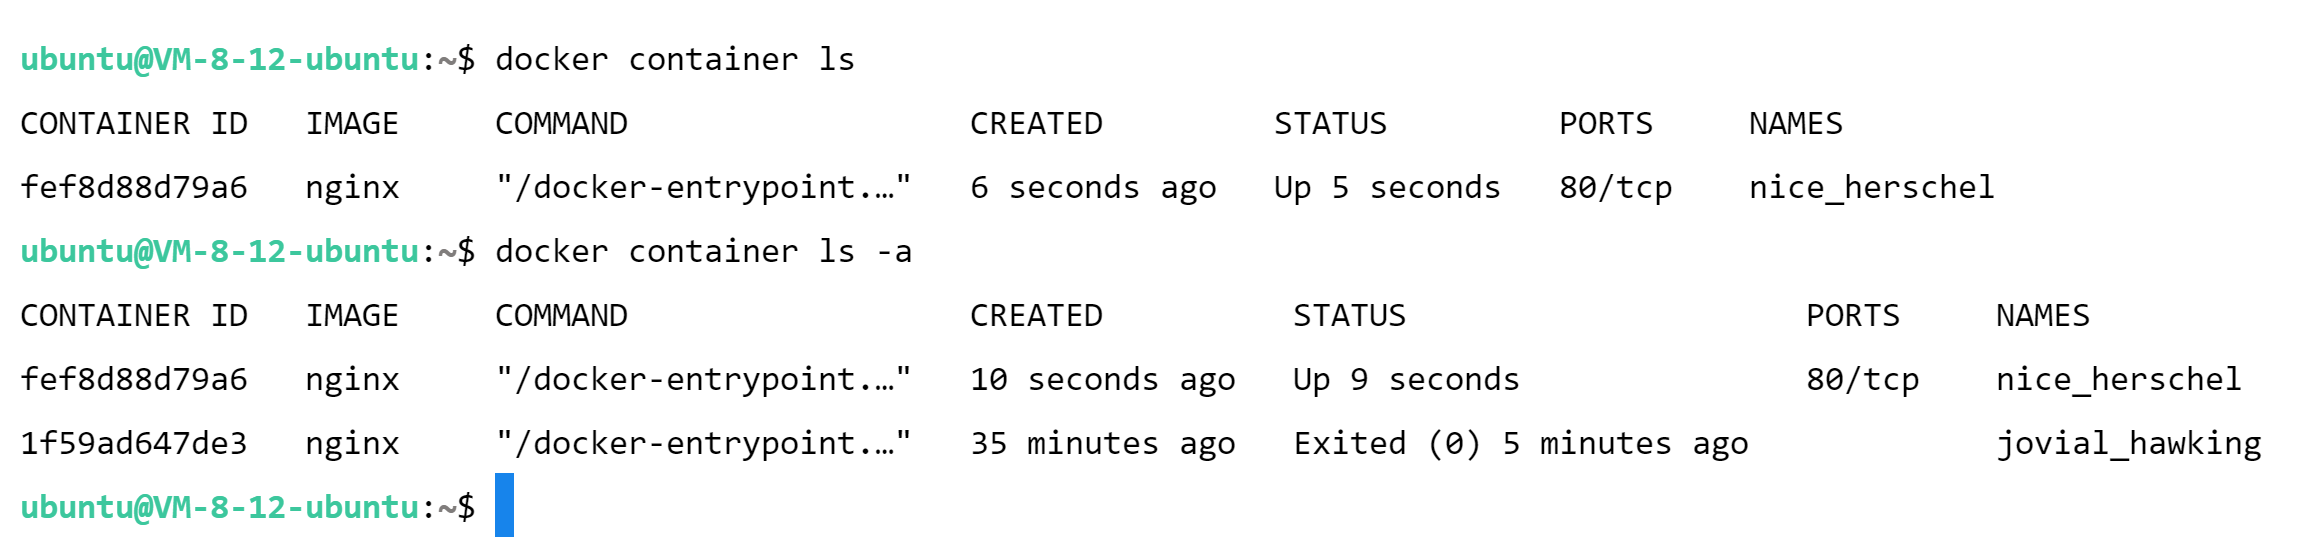 ubuntu@VM-8-12-ubuntu:~$ docker container ls
CONTAINER ID   IMAGE     COMMAND                  CREATED         STATUS         PORTS     NAMES
fef8d88d79a6   nginx     "/docker-entrypoint.…"   6 seconds ago   Up 5 seconds   80/tcp    nice_herschel
ubuntu@VM-8-12-ubuntu:~$ docker container ls -a
CONTAINER ID   IMAGE     COMMAND                  CREATED          STATUS                     PORTS     NAMES
fef8d88d79a6   nginx     "/docker-entrypoint.…"   10 seconds ago   Up 9 seconds               80/tcp    nice_herschel
1f59ad647de3   nginx     "/docker-entrypoint.…"   35 minutes ago   Exited (0) 5 minutes ago             jovial_hawking
ubuntu@VM-8-12-ubuntu:~$